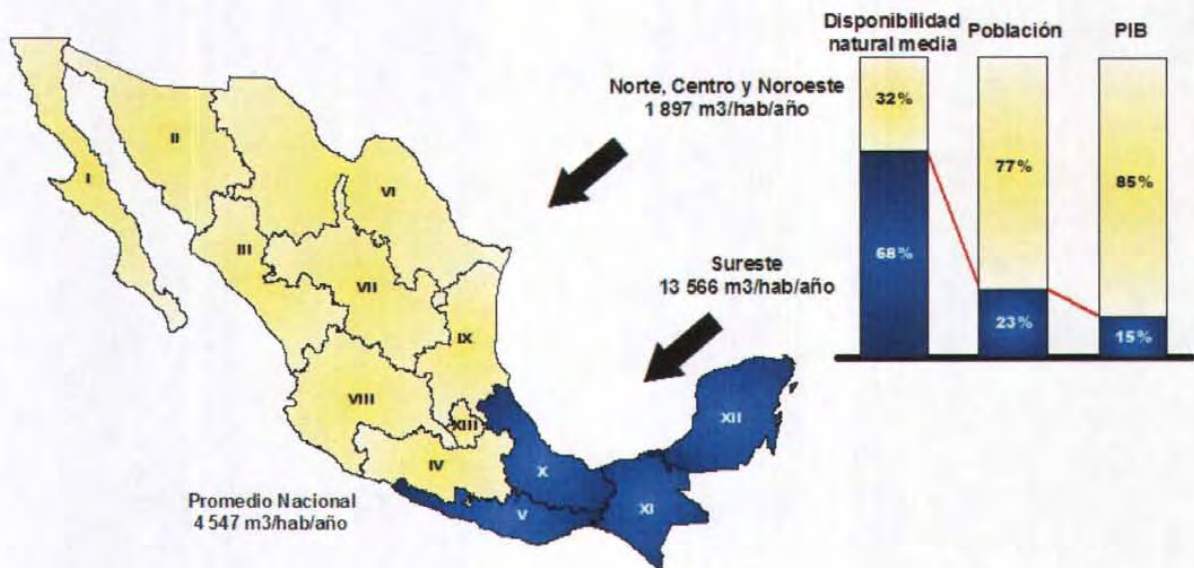 Disponibilidad
natural media
Población
PIB
Norte, Centro y Noroeste
1 897 m3/hab/año
32%
77%
85%
68%
23%
15%
Sureste
13 566 m3/hab/año
I
II
III
VI
VII
IX
VIII
XIII
IV
X
V
XI
XII
Promedio Nacional
4 547 m3/hab/año